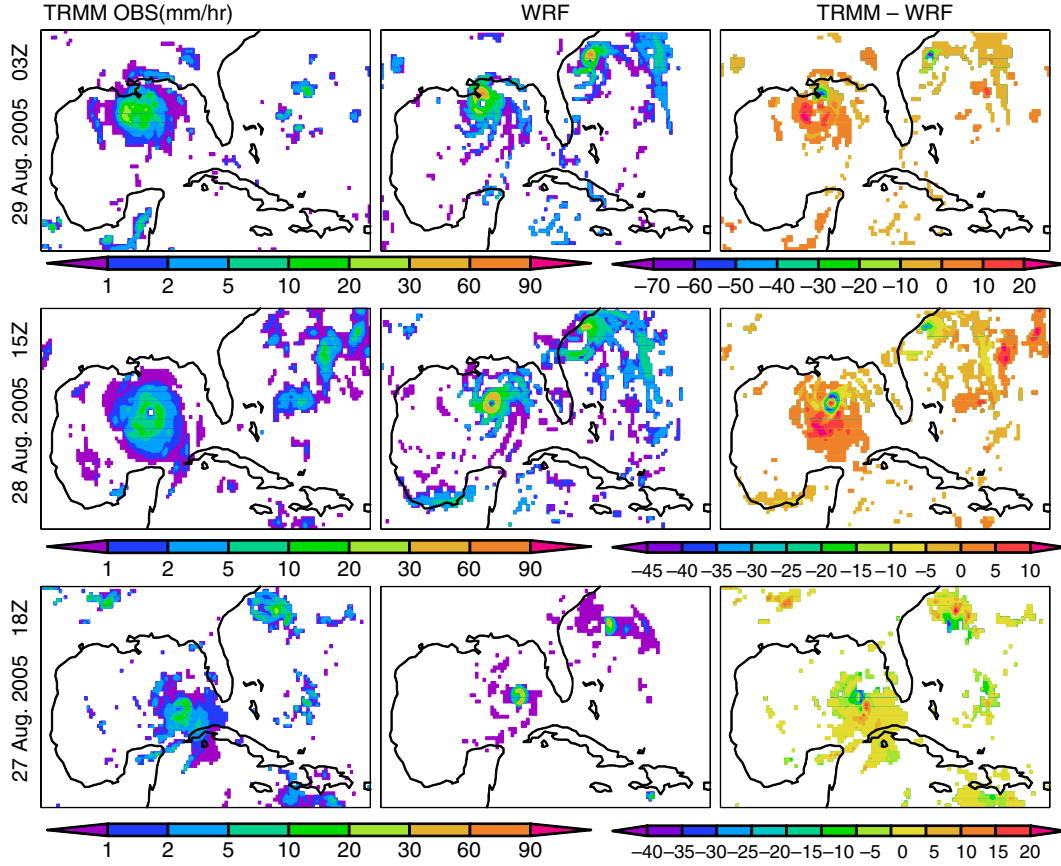 TRMM OBS(mm/hr) WRF TRMM – WRF
29 Aug. 2005 03Z
1 2 5 10 20 30 60 90
−70 −60 −50 −40 −30 −20 −10 0 10 20
28 Aug. 2005 15Z
1 2 5 10 20 30 60 90
−45 −40 −35 −30 −25 −20 −15 −10 −5 0 5 10
27 Aug. 2005 18Z
1 2 5 10 20 30 60 90
−40 −35 −30 −25 −20 −15 −10 −5 0 5 10 15 20